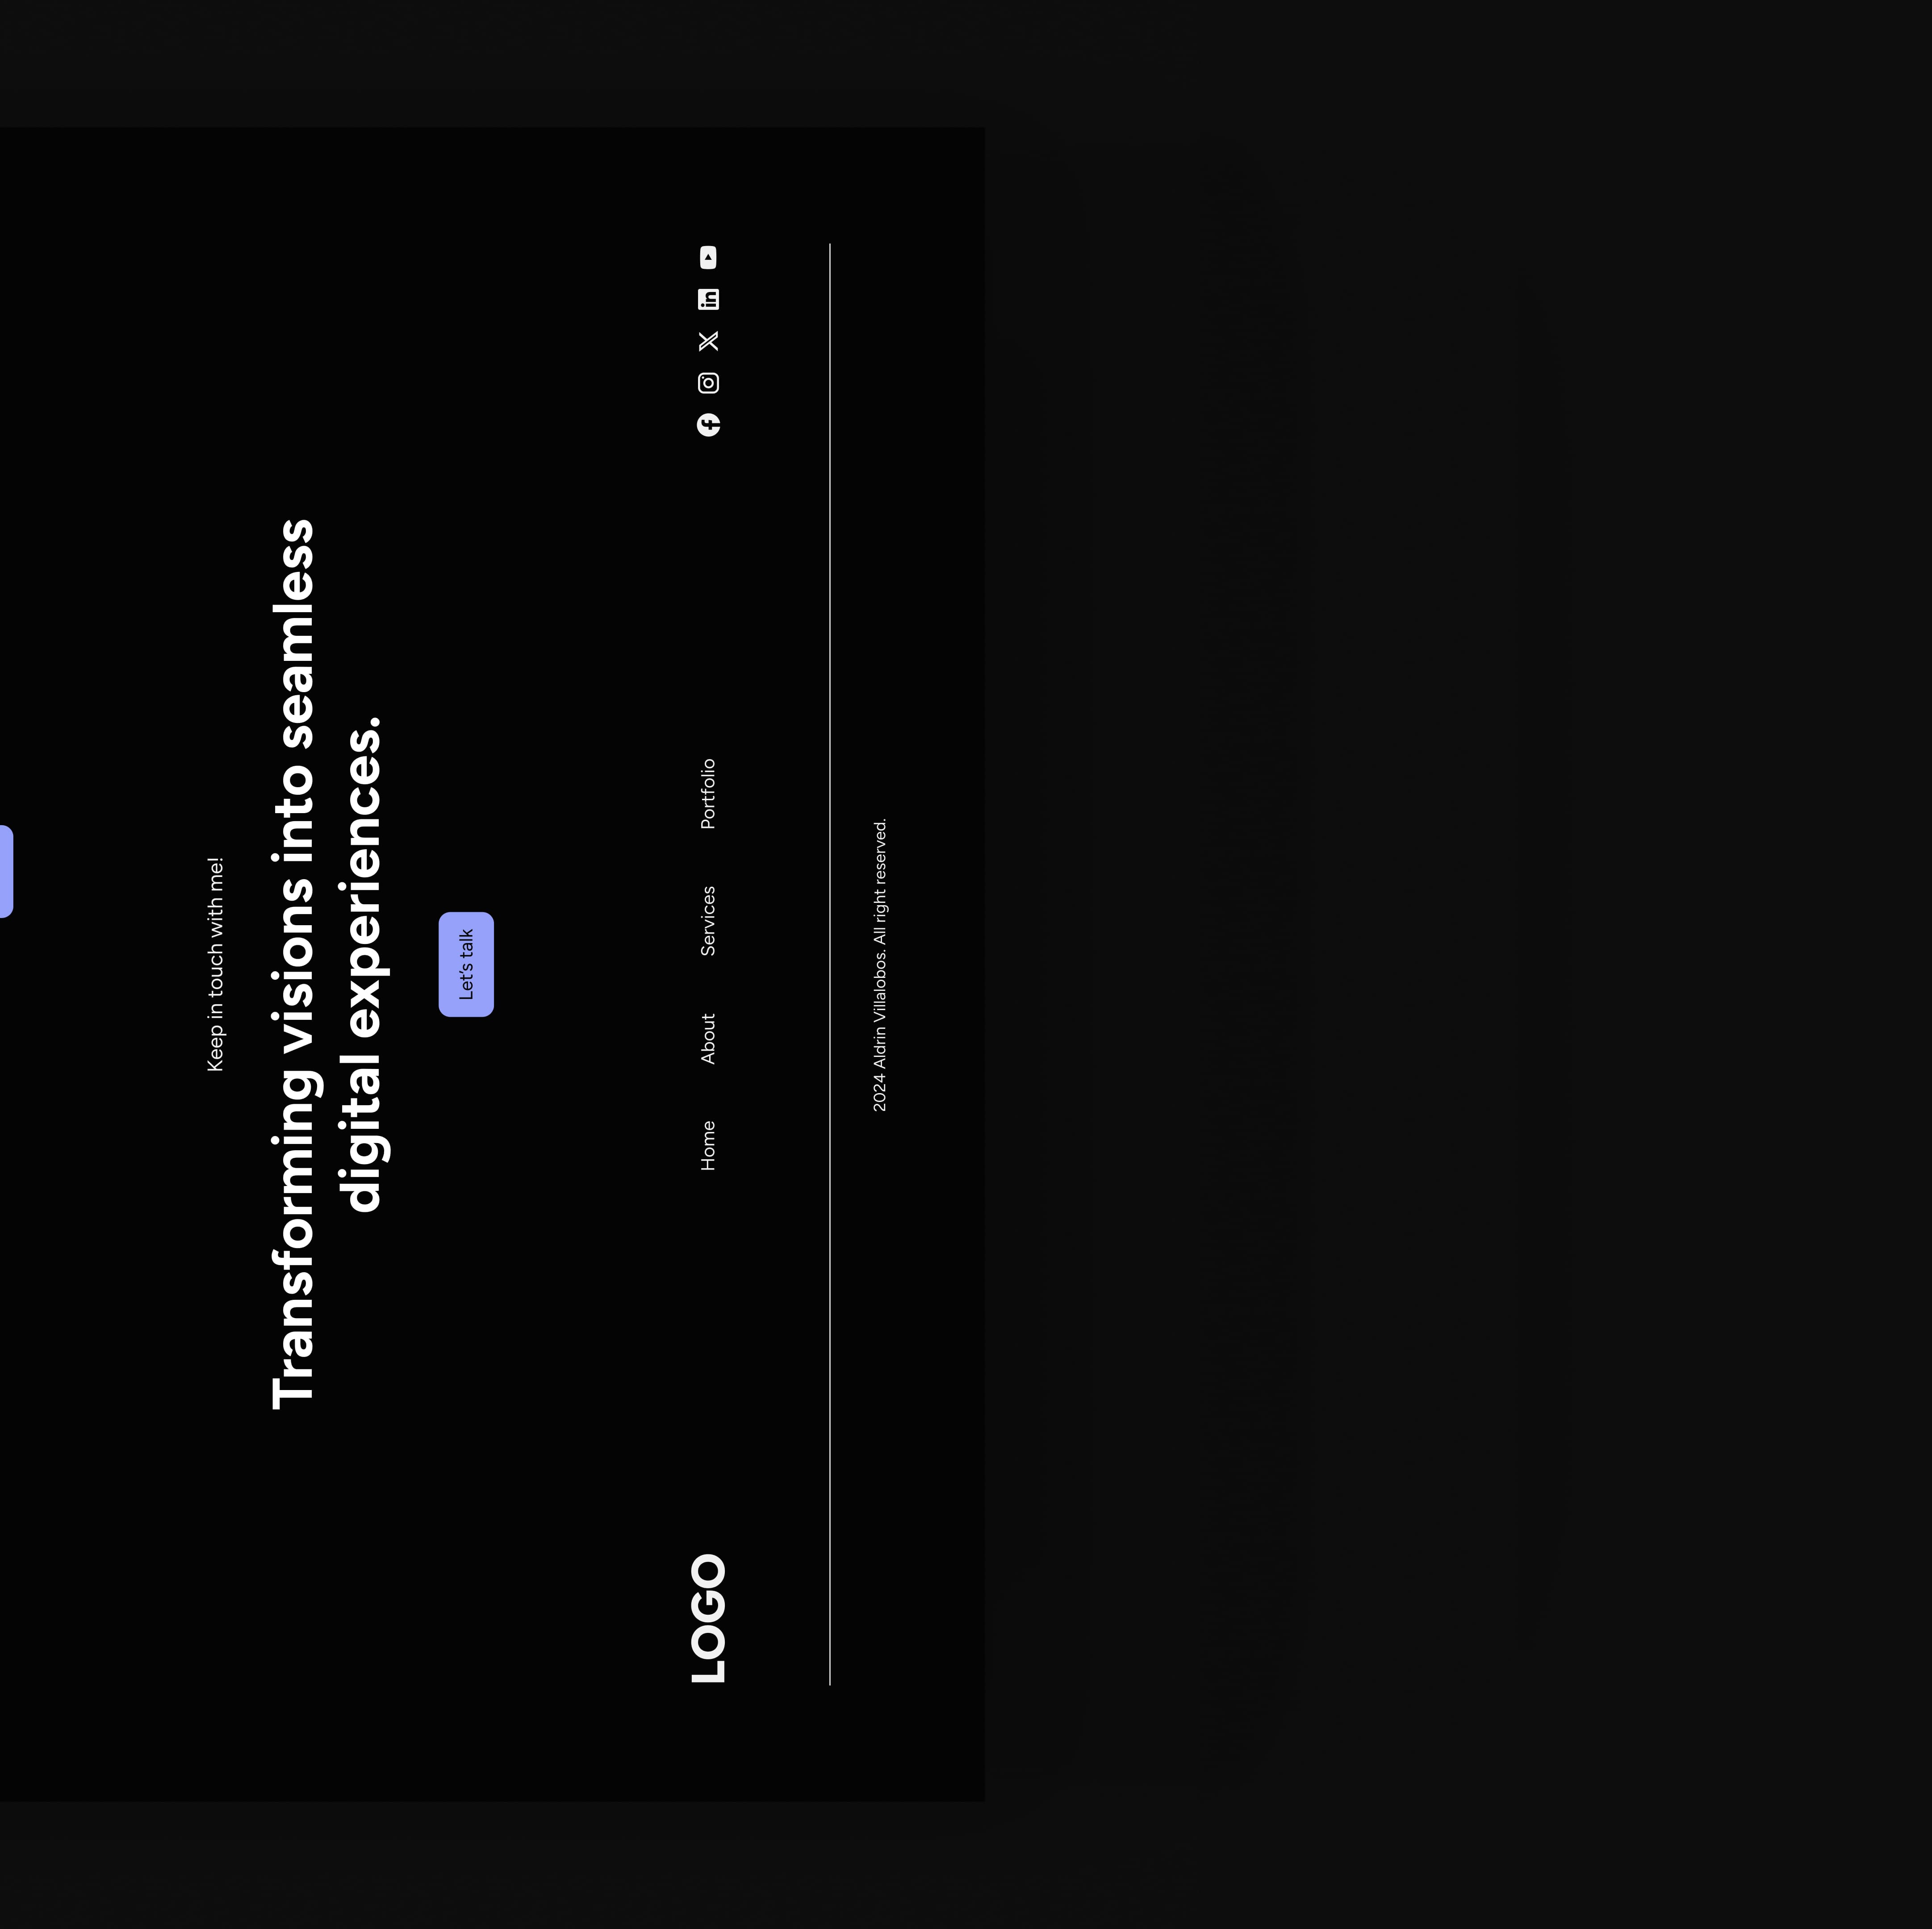 Keep in touch with me!
Transforming visions into seamless
digital experiences.
Let's talk
LOGO
Home
About
Services
Portfolio
2024 Aldrin Villalobos. All right reserved.